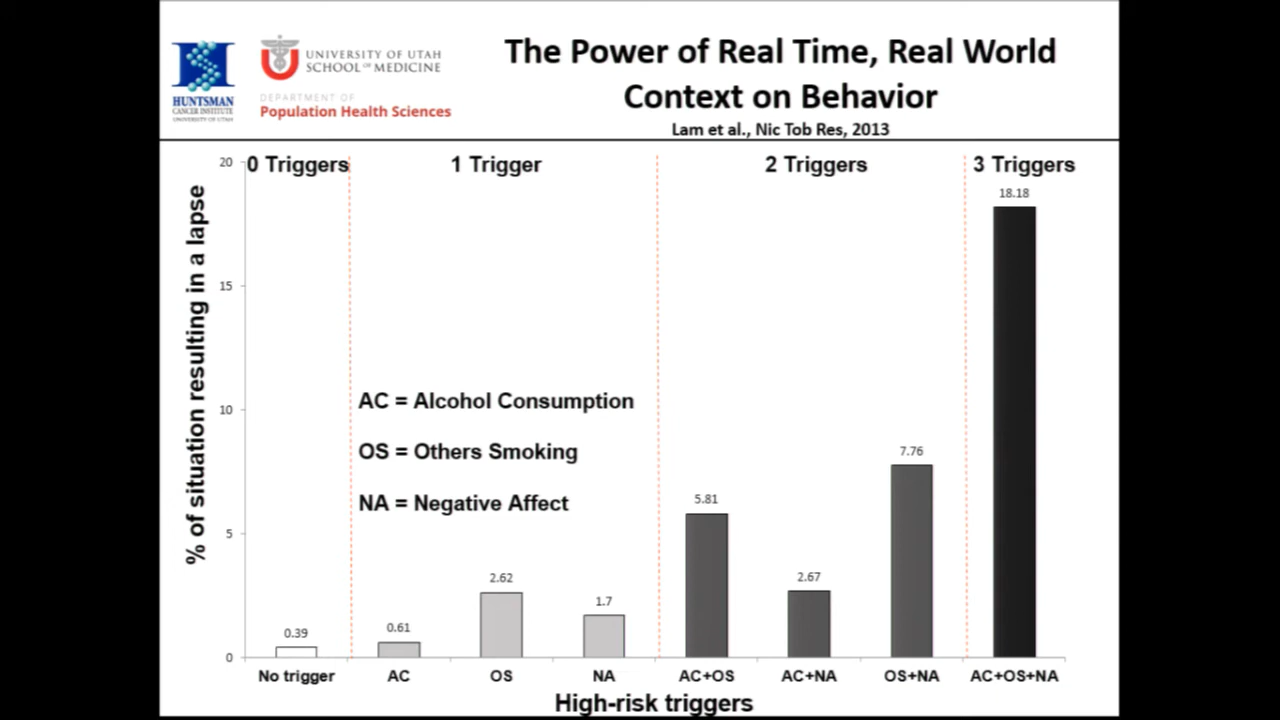 HUNTSMAN
CANCER INSTITUTE
UNIVERSITY OF UTAH
UNIVERSITY OF UTAH
SCHOOL OF MEDICINE
DEPARTMENT OF
Population Health Sciences
The Power of Real Time, Real World
Context on Behavior
Lam et al., Nic Tob Res, 2013
0 Triggers
1 Trigger
2 Triggers
3 Triggers
% of situation resulting in a lapse
20
15
10
5
0
AC = Alcohol Consumption
OS = Others Smoking
NA = Negative Affect
0.39
0.61
2.62
1.7
5.81
2.67
7.76
18.18
No trigger
AC
OS
NA
AC+OS
AC+NA
OS+NA
AC+OS+NA
High-risk triggers